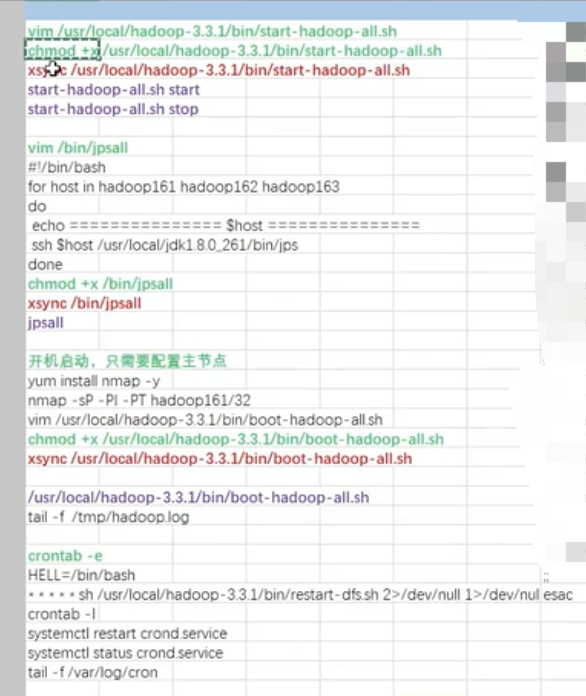 vim /usr/local/hadoop-3.3.1/bin/start-hadoop-all.sh
chmod +x /usr/local/hadoop-3.3.1/bin/start-hadoop-all.sh
xsync /usr/local/hadoop-3.3.1/bin/start-hadoop-all.sh
start-hadoop-all.sh start
start-hadoop-all.sh stop
vim /bin/jpsall
#!/bin/bash
for host in hadoop161 hadoop162 hadoop163
do
echo =============== $host ===============
ssh $host /usr/local/jdk1.8.0_261/bin/jps
done
chmod +x /bin/jpsall
xsync /bin/jpsall
jpsall
开机启动，只需要配置主节点
yum install nmap -y
nmap -sP -PI -PT hadoop161/32
vim /usr/local/hadoop-3.3.1/bin/boot-hadoop-all.sh
chmod +x /usr/local/hadoop-3.3.1/bin/boot-hadoop-all.sh
xsync /usr/local/hadoop-3.3.1/bin/boot-hadoop-all.sh
/usr/local/hadoop-3.3.1/bin/boot-hadoop-all.sh
tail -f /tmp/hadoop.log
crontab -e
HELL=/bin/bash ;;
* * * * * sh /usr/local/hadoop-3.3.1/bin/restart-dfs.sh 2>/dev/null 1>/dev/nul esac
crontab -l
systemctl restart crond.service
systemctl status crond.service
tail -f /var/log/cron